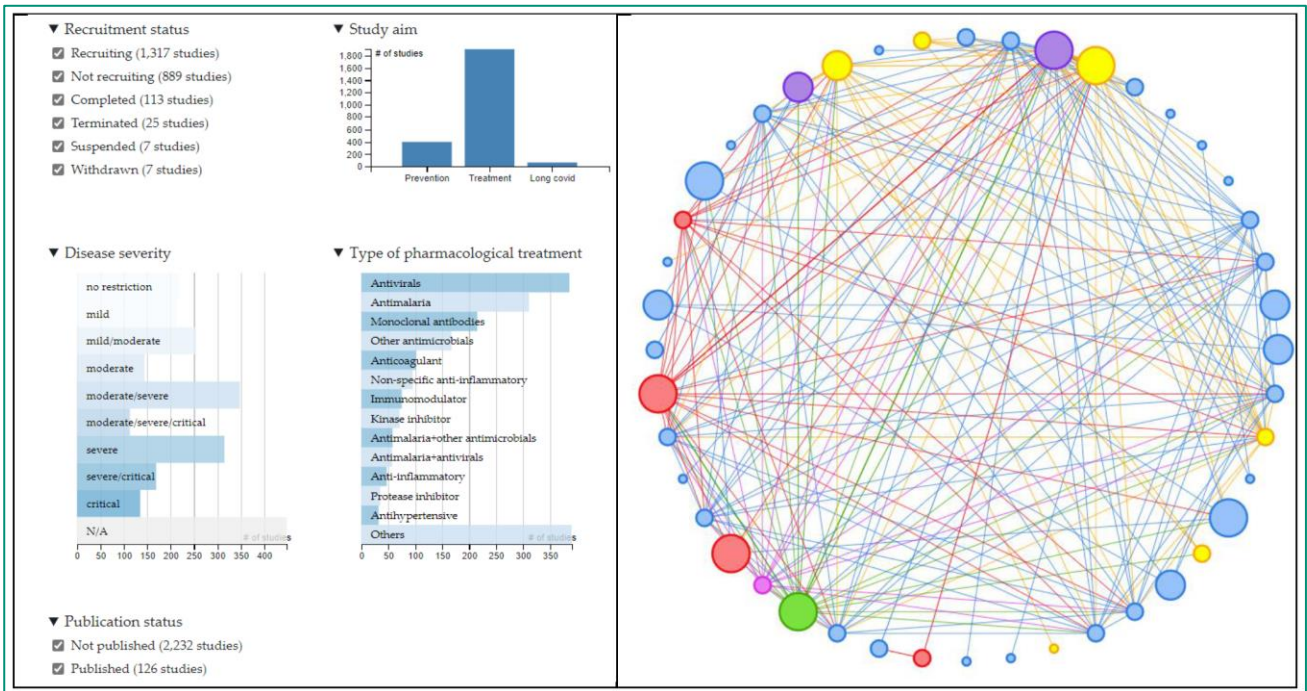 ▼ Recruitment status
Recruiting (1,317 studies)
Not recruiting (889 studies)
Completed (113 studies)
Terminated (25 studies)
Suspended (7 studies)
Withdrawn (7 studies)
▼ Study aim
# of studies
1,800
1,600
1,400
1,200
1,000
800
600
400
200
0
Prevention Treatment Long covid
▼ Disease severity
no restriction
mild
mild/moderate
moderate
moderate/severe
moderate/severe/critical
severe
severe/critical
critical
N/A
# of studies
0 50 100 150 200 250 300 350 400
▼ Type of pharmacological treatment
Antivirals
Antimalaria
Monoclonal antibodies
Other antimicrobials
Anticoagulant
Non-specific anti-inflammatory
Immunomodulator
Kinase inhibitor
Antimalaria+other antimicrobials
Antimalaria+antivirals
Anti-inflammatory
Protease inhibitor
Antihypertensive
Others
# of studies
0 50 100 150 200 250 300 350
▼ Publication status
Not published (2,232 studies)
Published (126 studies)